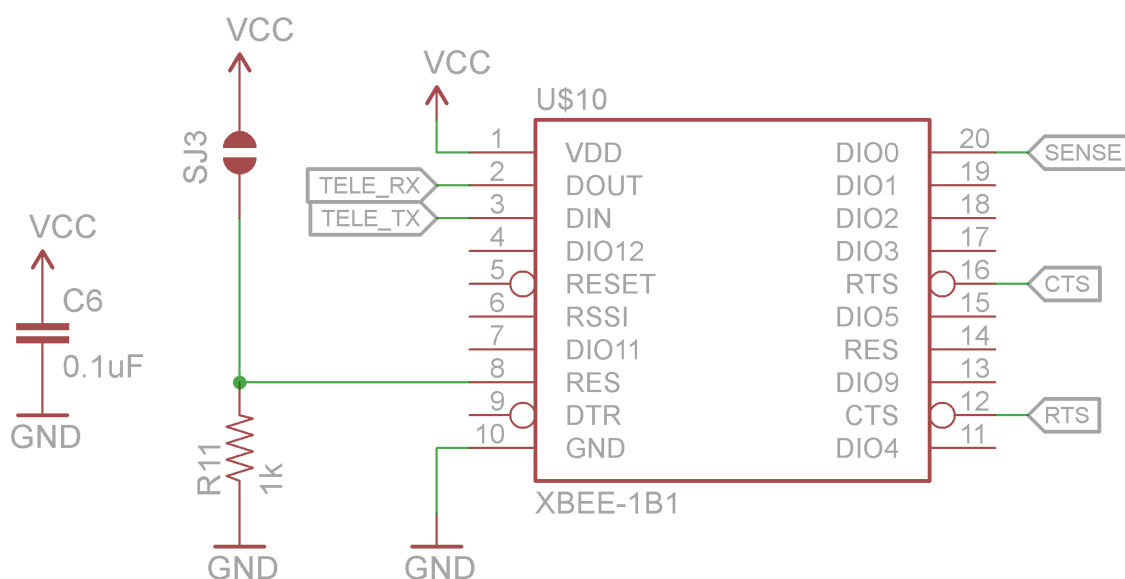 VCC
SJ3
VCC
C6
0.1uF
GND
R11
1k
GND
VCC
U$10
TELE_RX
TELE_TX
1 VDD
2 DOUT
3 DIN
4 DIO12
5 RESET
6 RSSI
7 DIO11
8 RES
9 DTR
10 GND
GND
DIO0 20 SENSE
DIO1 19
DIO2 18
DIO3 17
RTS 16 CTS
DIO5 15
RES 14
DIO9 13
CTS 12 RTS
DIO4 11
XBEE-1B1